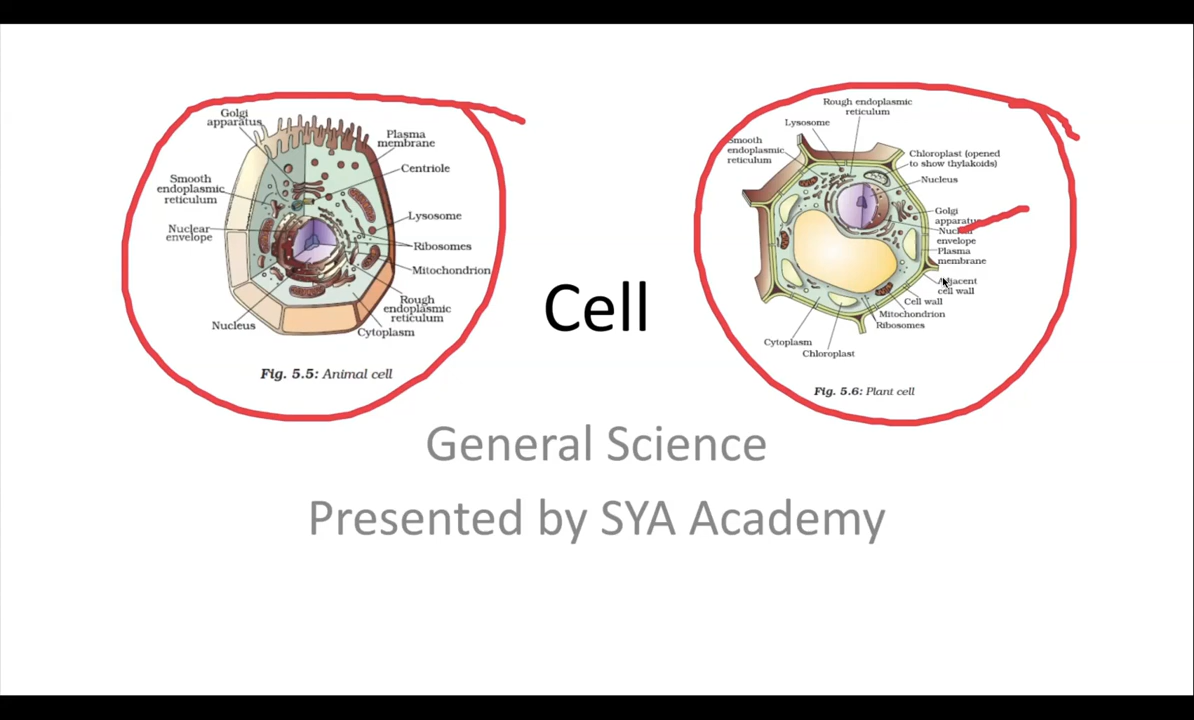 Golgi
apparatus
Plasma
membrane
Centriole
Smooth
endoplasmic
reticulum
Lysosome
Nuclear
envelope
Ribosomes
Mitochondrion
Rough
endoplasmic
reticulum
Nucleus
Cytoplasm
Fig. 5.5: Animal cell
Cell
Rough endoplasmic
reticulum
Lysosome
Smooth
endoplasmic
reticulum
Chloroplast (opened
to show thylakoids)
Nucleus
Golgi
apparatus
Nuclear
envelope
Plasma
membrane
Adjacent
cell wall
Cell wall
Mitochondrion
Ribosomes
Cytoplasm
Chloroplast
Fig. 5.6: Plant cell
General Science
Presented by SYA Academy